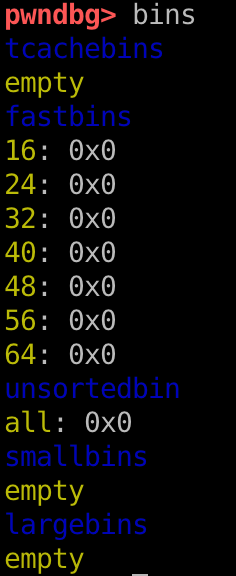 pwndbg> bins
tcachebins
empty
fastbins
16: 0x0
24: 0x0
32: 0x0
40: 0x0
48: 0x0
56: 0x0
64: 0x0
unsortedbin
all: 0x0
smallbins
empty
largebins
empty